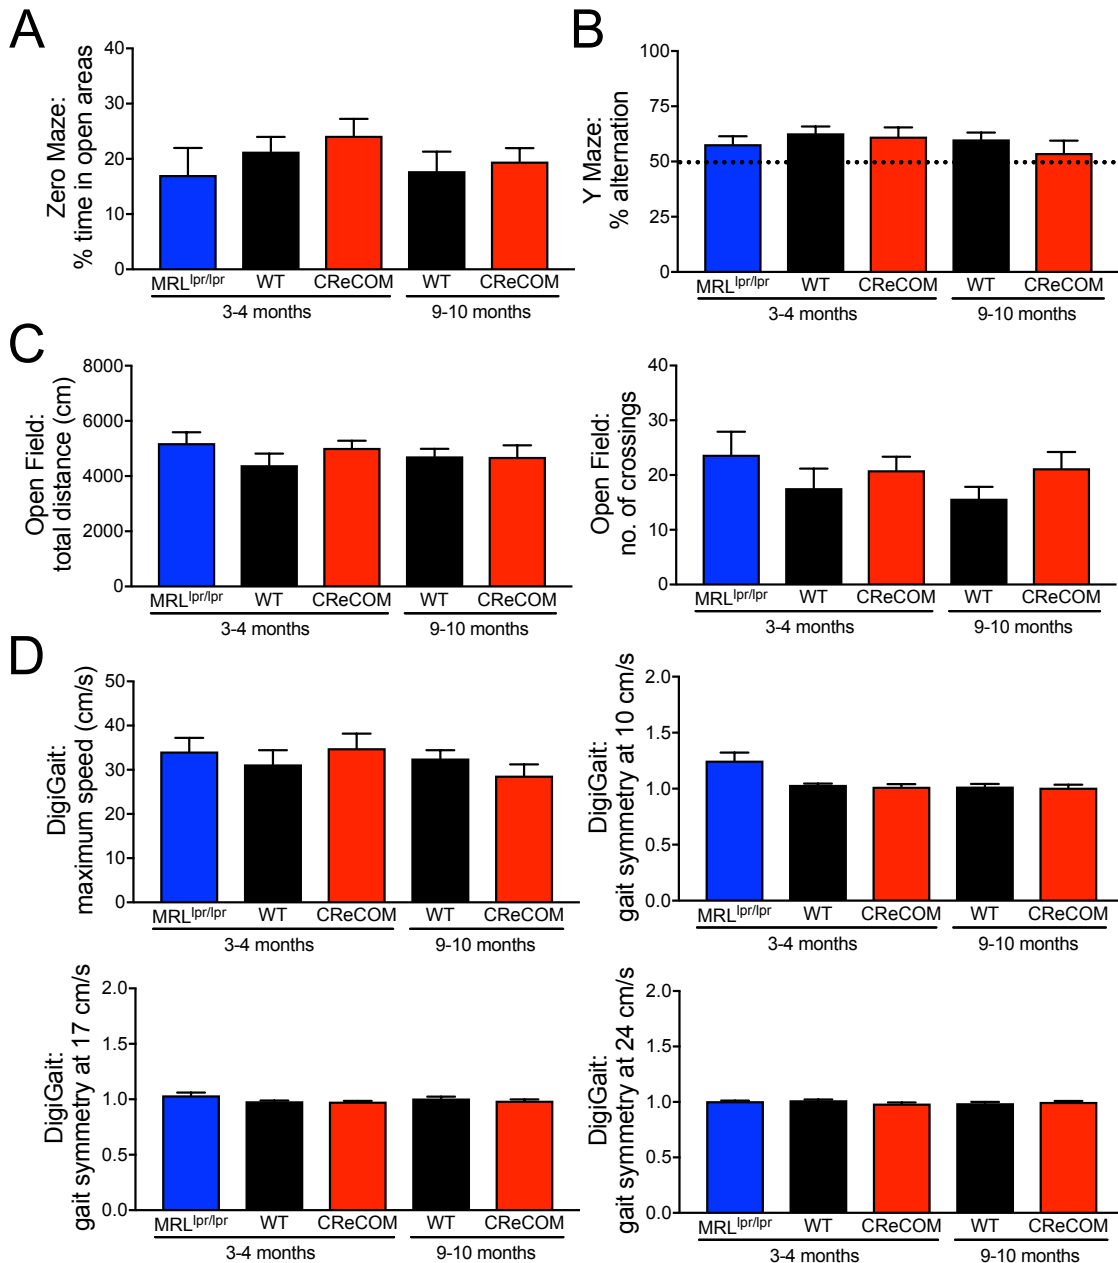 A
Zero Maze:
% time in open areas
40
30
20
10
0
MRLlpr/lpr WT CReCOM WT CReCOM
3-4 months 9-10 months
B
Y Maze:
% alternation
100
75
50
25
0
MRLlpr/lpr WT CReCOM WT CReCOM
3-4 months 9-10 months
C
Open Field:
total distance (cm)
8000
6000
4000
2000
0
MRLlpr/lpr WT CReCOM WT CReCOM
3-4 months 9-10 months
Open Field:
no. of crossings
40
30
20
10
0
MRLlpr/lpr WT CReCOM WT CReCOM
3-4 months 9-10 months
D
DigiGait:
maximum speed (cm/s)
50
40
30
20
10
0
MRLlpr/lpr WT CReCOM WT CReCOM
3-4 months 9-10 months
DigiGait:
gait symmetry at 10 cm/s
2.0
1.5
1.0
0.5
0.0
MRLlpr/lpr WT CReCOM WT CReCOM
3-4 months 9-10 months
DigiGait:
gait symmetry at 17 cm/s
2.0
1.5
1.0
0.5
0.0
MRLlpr/lpr WT CReCOM WT CReCOM
3-4 months 9-10 months
DigiGait:
gait symmetry at 24 cm/s
2.0
1.5
1.0
0.5
0.0
MRLlpr/lpr WT CReCOM WT CReCOM
3-4 months 9-10 months